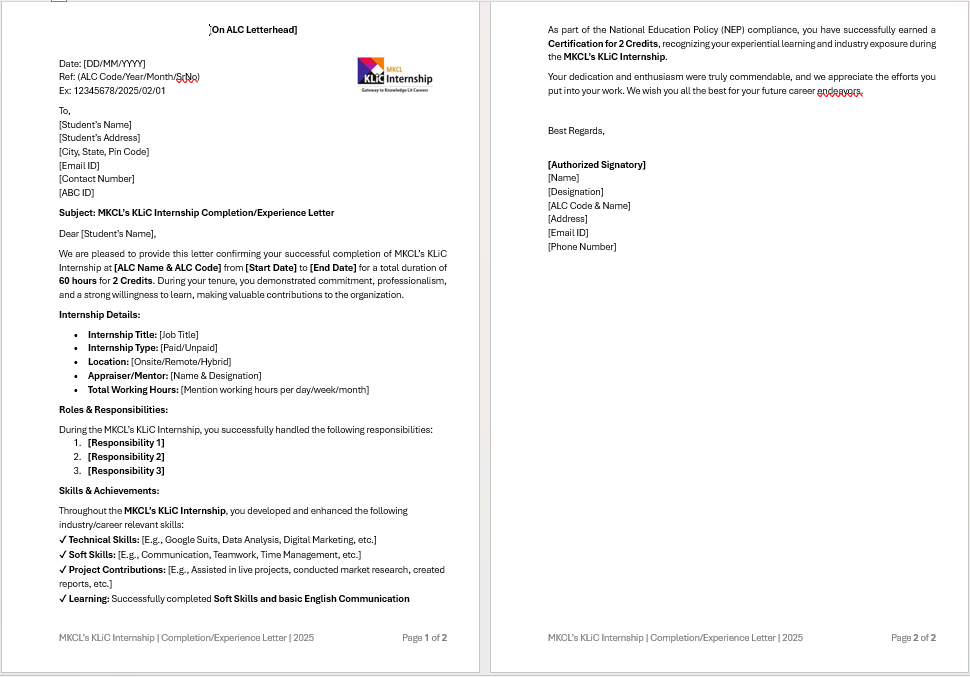 [On ALC Letterhead]
Date: [DD/MM/YYYY]
Ref: (ALC Code/Year/Month/SrNo)
Ex: 12345678/2025/02/01
MKCL
KLiC Internship
Gateway to Knowledge Lit Careers
To,
[Student's Name]
[Student's Address]
[City, State, Pin Code]
[Email ID]
[Contact Number]
[ABC ID]
Subject: MKCL's KLiC Internship Completion/Experience Letter
Dear [Student's Name],
We are pleased to provide this letter confirming your successful completion of MKCL's KLiC
Internship at [ALC Name & ALC Code] from [Start Date] to [End Date] for a total duration of
60 hours for 2 Credits. During your tenure, you demonstrated commitment, professionalism,
and a strong willingness to learn, making valuable contributions to the organization.
Internship Details:
• Internship Title: [Job Title]
• Internship Type: [Paid/Unpaid]
• Location: [Onsite/Remote/Hybrid]
• Appraiser/Mentor: [Name & Designation]
• Total Working Hours: [Mention working hours per day/week/month]
Roles & Responsibilities:
During the MKCL's KLiC Internship, you successfully handled the following responsibilities:
1. [Responsibility 1]
2. [Responsibility 2]
3. [Responsibility 3]
Skills & Achievements:
Throughout the MKCL's KLiC Internship, you developed and enhanced the following
industry/career relevant skills:
✓ Technical Skills: [E.g., Google Suits, Data Analysis, Digital Marketing, etc.]
✓ Soft Skills: [E.g., Communication, Teamwork, Time Management, etc.]
✓ Project Contributions: [E.g., Assisted in live projects, conducted market research, created
reports, etc.]
✓ Learning: Successfully completed Soft Skills and basic English Communication
MKCL's KLiC Internship | Completion/Experience Letter | 2025 Page 1 of 2
As part of the National Education Policy (NEP) compliance, you have successfully earned a
Certification for 2 Credits, recognizing your experiential learning and industry exposure during
the MKCL's KLiC Internship.
Your dedication and enthusiasm were truly commendable, and we appreciate the efforts you
put into your work. We wish you all the best for your future career endeavors.
Best Regards,
[Authorized Signatory]
[Name]
[Designation]
[ALC Code & Name]
[Address]
[Email ID]
[Phone Number]
MKCL's KLiC Internship | Completion/Experience Letter | 2025 Page 2 of 2